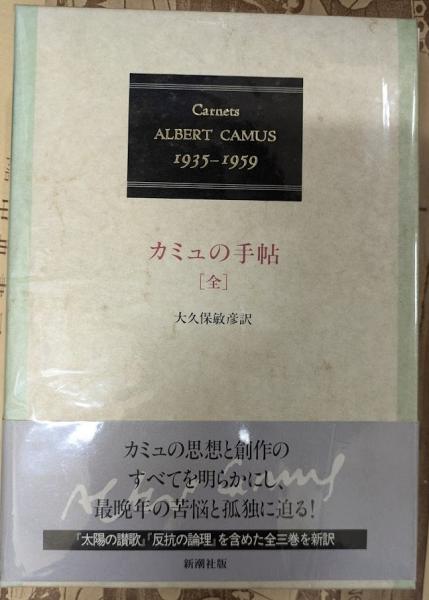 Carnets
ALBERT CAMUS
1935–1959
カミュの手帖
[全]
大久保敏彦訳
カミュの思想と創作の
すべてを明らかにし、
最晩年の苦悩と孤独に迫る!
『太陽の讃歌』『反抗の論理』を含めた全三巻を新訳
新潮社版